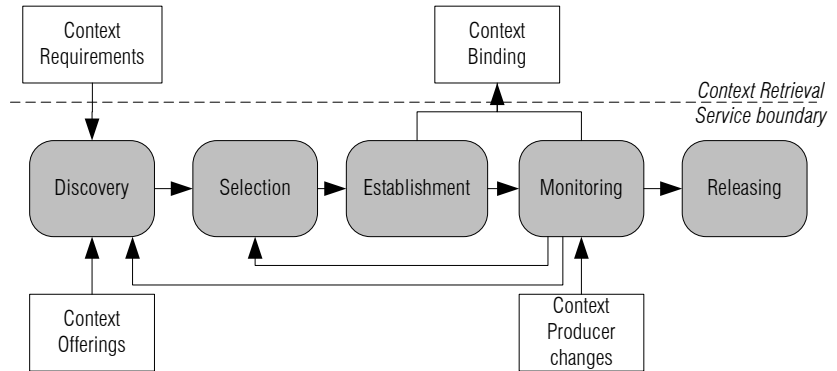 Context
Requirements
Context
Binding
Context Retrieval
Service boundary
Discovery
Selection
Establishment
Monitoring
Releasing
Context
Offerings
Context
Producer
changes